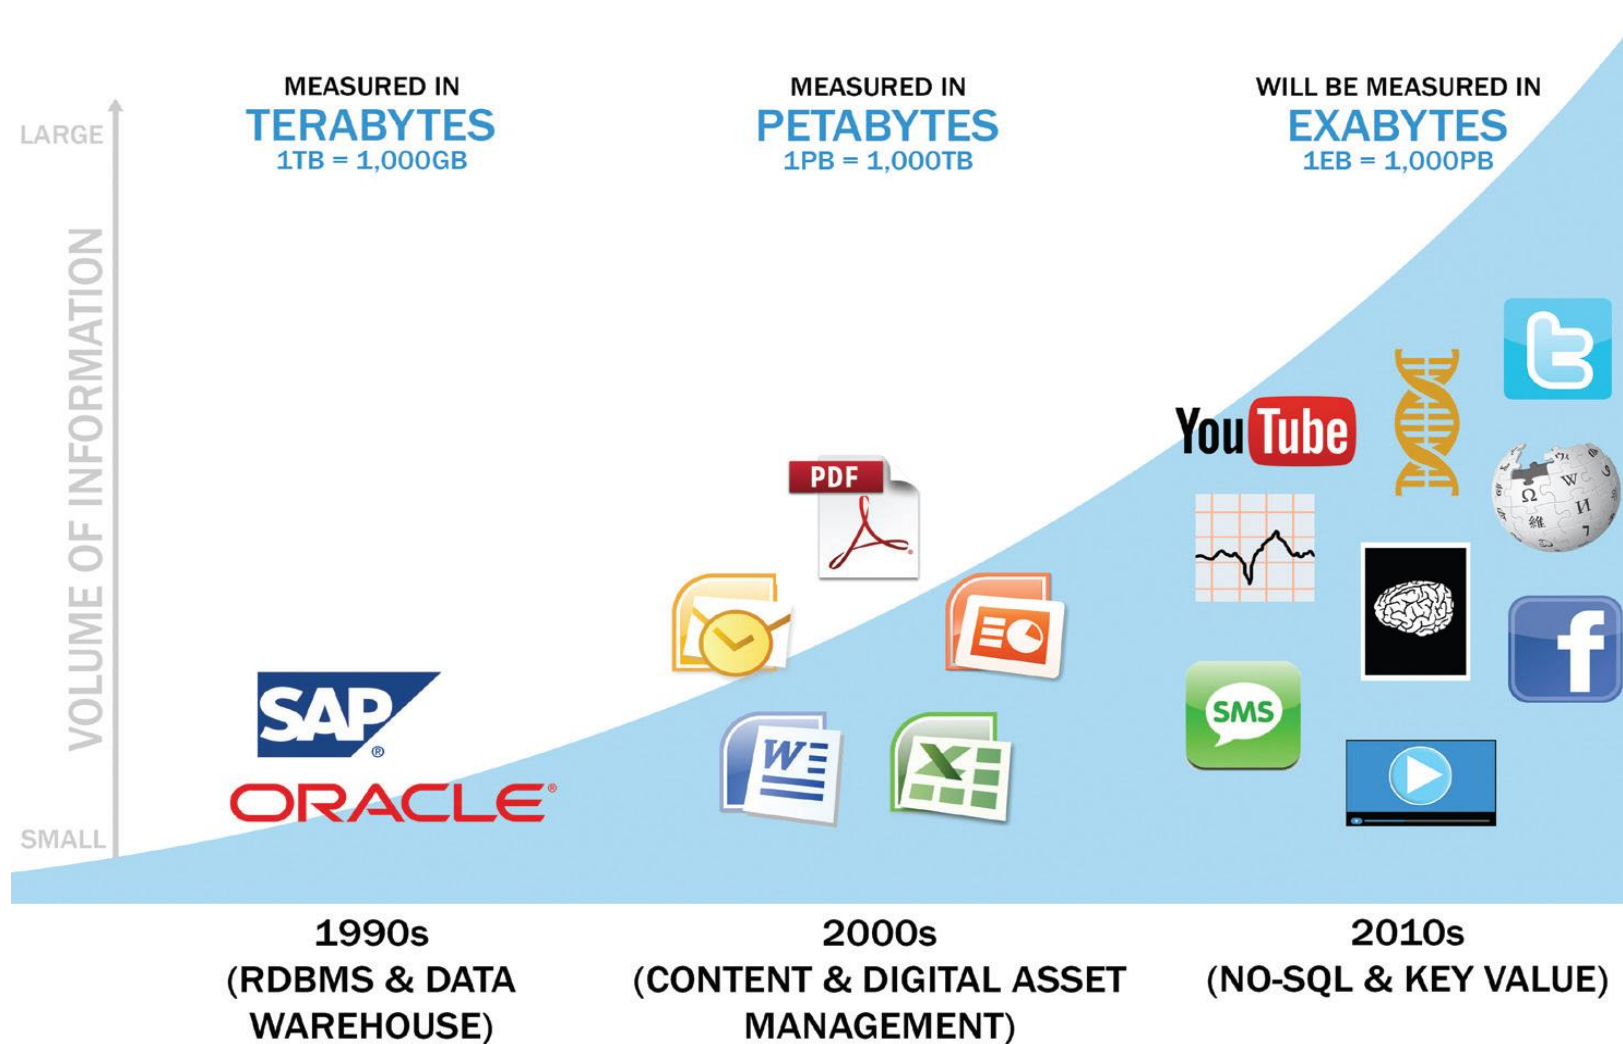 MEASURED IN
TERABYTES
1TB = 1,000GB
MEASURED IN
PETABYTES
1PB = 1,000TB
WILL BE MEASURED IN
EXABYTES
1EB = 1,000PB
LARGE
VOLUME OF INFORMATION
SMALL
SAP
®
ORACLE®
PDF
W
X
YouTube
t
Ω W И
維 7
SMS
f
1990s
(RDBMS & DATA
WAREHOUSE)
2000s
(CONTENT & DIGITAL ASSET
MANAGEMENT)
2010s
(NO-SQL & KEY VALUE)